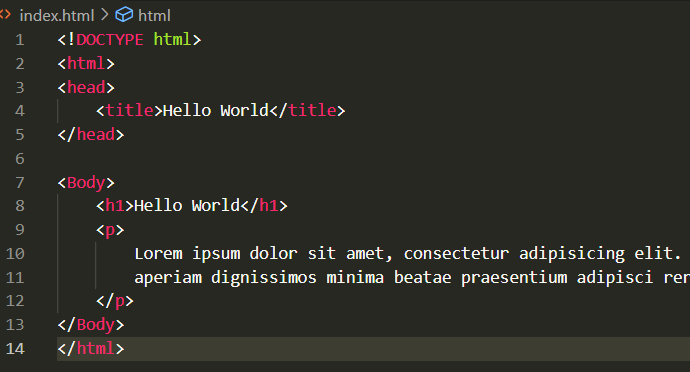 index.html > html
1 <!DOCTYPE html>
2 <html>
3 <head>
4     <title>Hello World</title>
5 </head>
6
7 <Body>
8     <h1>Hello World</h1>
9     <p>
10         Lorem ipsum dolor sit amet, consectetur adipisicing elit.
11         aperiam dignissimos minima beatae praesentium adipisci
12     </p>
13 </Body>
14 </html>